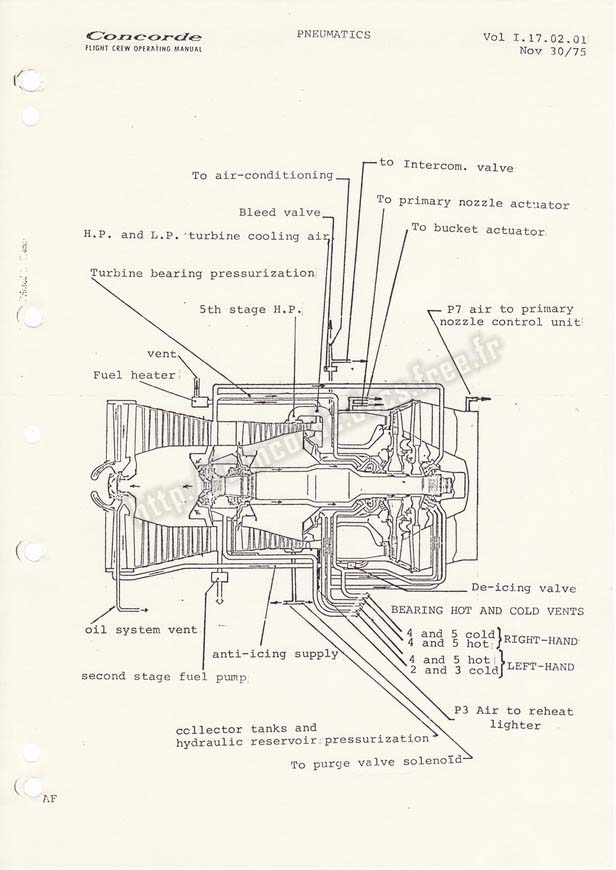 Concorde
FLIGHT CREW OPERATING MANUAL
PNEUMATICS
Vol I.17.02.01
Nov 30/75
to Intercom. valve
To air-conditioning
To primary nozzle actuator
Bleed valve
To bucket actuator
H.P. and L.P. turbine cooling air
Turbine bearing pressurization
5th stage H.P.
P7 air to primary
nozzle control unit
vent
Fuel heater
De-icing valve
BEARING HOT AND COLD VENTS
oil system vent
4 and 5 cold
4 and 5 hot
RIGHT-HAND
anti-icing supply
4 and 5 hot
2 and 3 cold
LEFT-HAND
second stage fuel pump
P3 Air to reheat
lighter
collector tanks and
hydraulic reservoir pressurization
To purge valve solenoid
AF